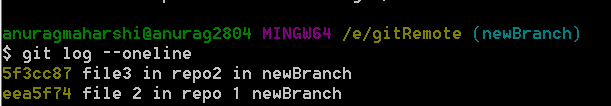 anuragmaharshi@anurag2804 MINGW64 /e/gitRemote (newBranch)
$ git log --oneline
5f3cc87 file3 in repo2 in newBranch
eea5f74 file 2 in repo 1 newBranch